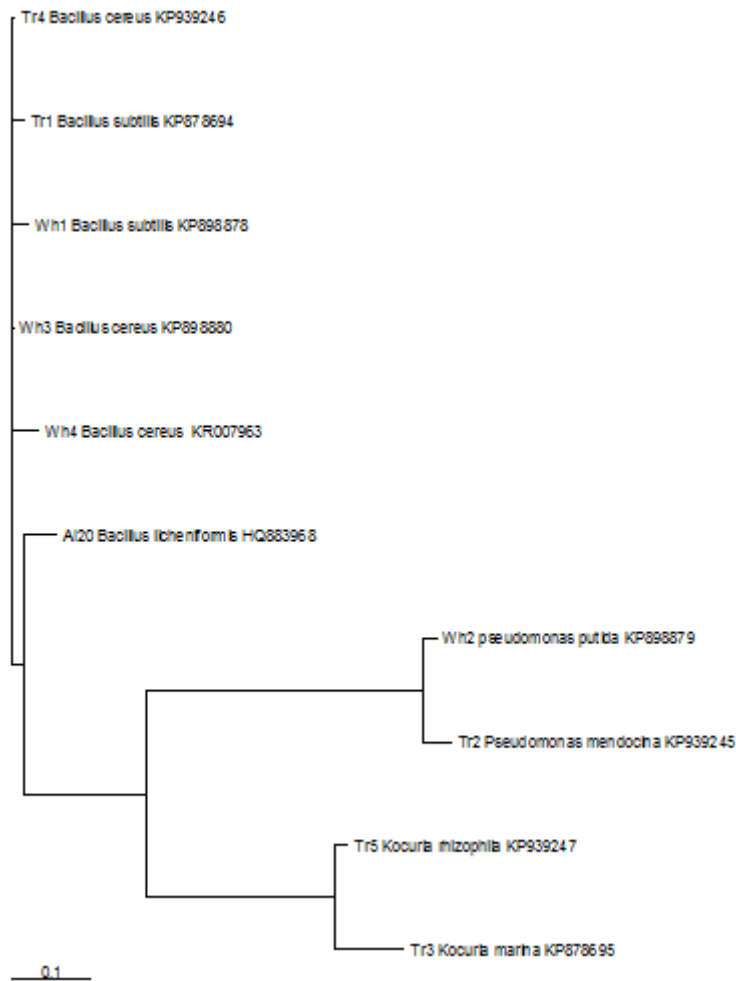 Tr4 Bacillus cereus KP939246
Tr1 Bacillus subtilis KP878694
Wh1 Bacillus subtilis KP898878
Wh3 Bacillus cereus KP898880
Wh4 Bacillus cereus KR007963
Al20 Bacillus licheniformis HQ883968
Wh2 pseudomonas putida KP898879
Tr2 Pseudomonas mendocina KP939245
Tr5 Kocuria rhizophila KP939247
Tr3 Kocuria marina KP878695
0.1